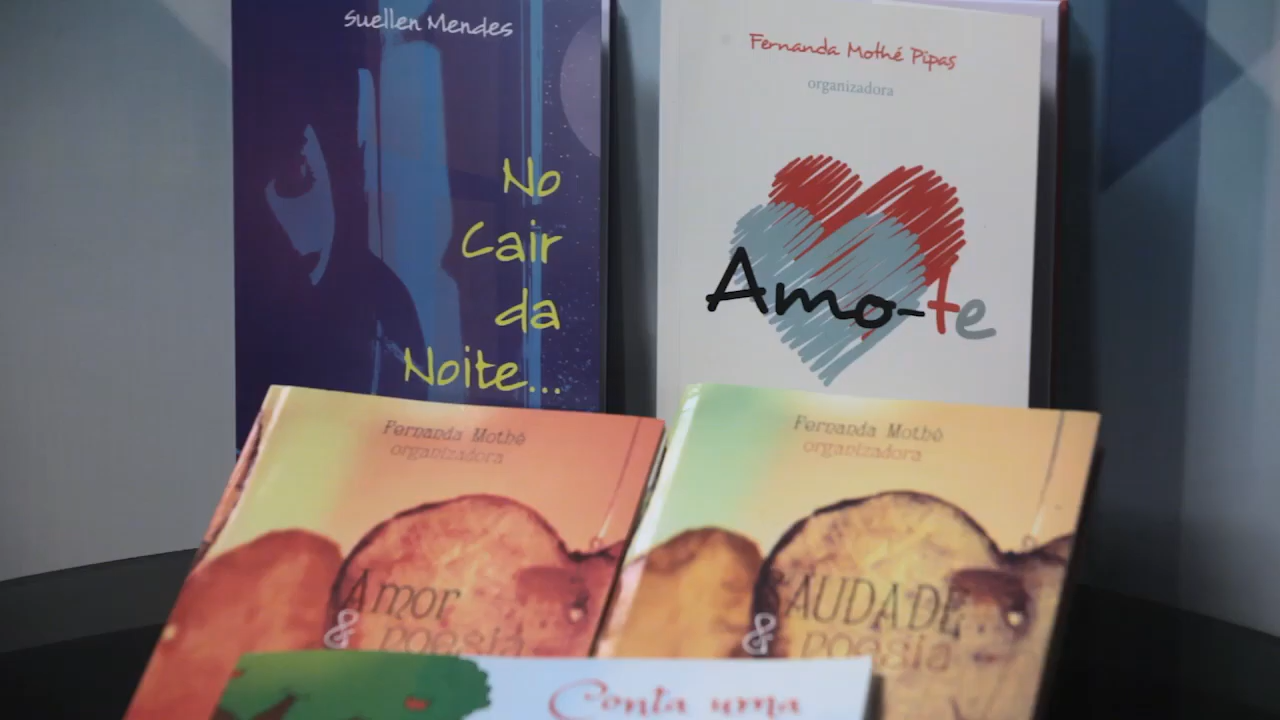 Suellen Mendes
No
Cair
da
Noite...
Fernanda Mothé Pipas
organizadora
Amo-te
Fernanda Mothé
organizadora
Amor
& poesia
Fernanda Mothé
organizadora
SAUDADE
& poesia
Conta uma